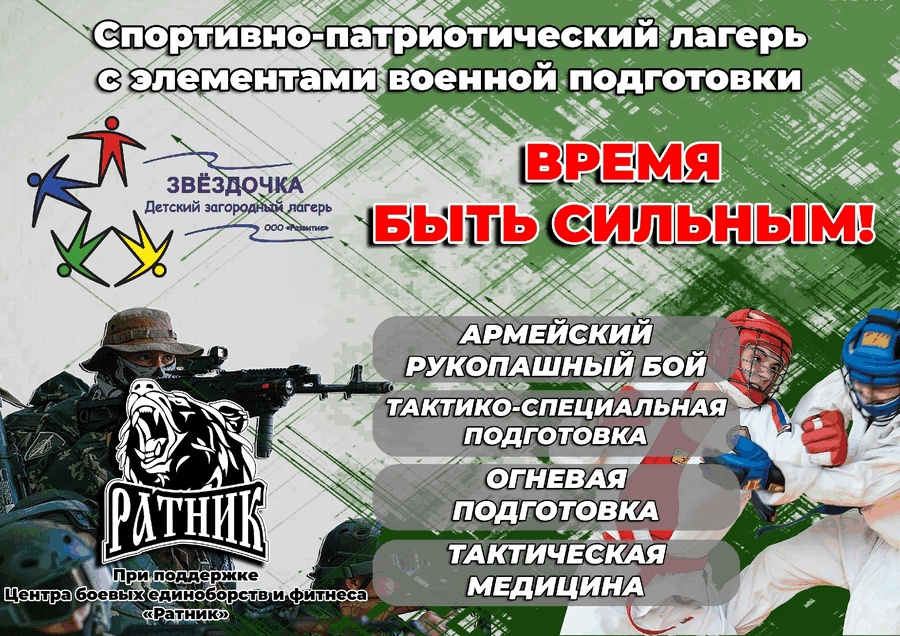 Спортивно-патриотический лагерь
с элементами военной подготовки
ЗВЁЗДОЧКА
Детский загородный лагерь
ООО «Развитие»
ВРЕМЯ
БЫТЬ СИЛЬНЫМ!
АРМЕЙСКИЙ
РУКОПАШНЫЙ БОЙ
ТАКТИКО-СПЕЦИАЛЬНАЯ
ПОДГОТОВКА
ОГНЕВАЯ
ПОДГОТОВКА
ТАКТИЧЕСКАЯ
МЕДИЦИНА
РАТНИК
При поддержке
Центра боевых единоборств и фитнеса
«Ратник»